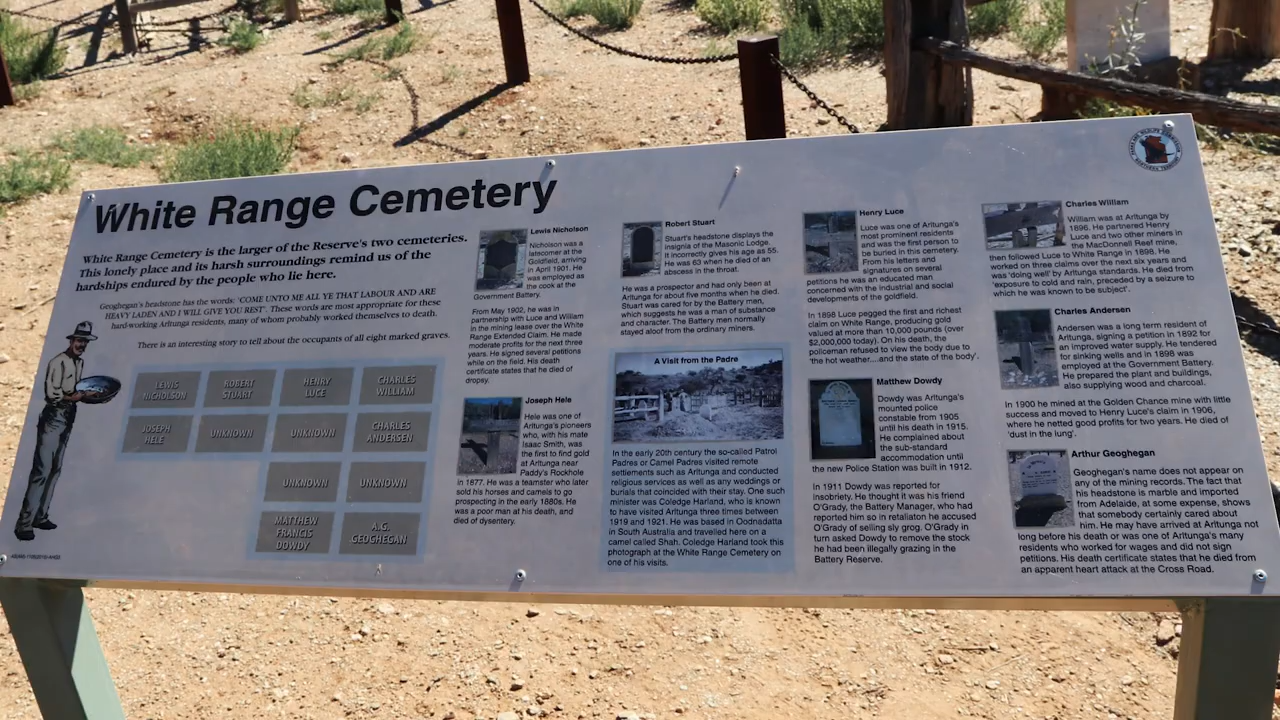 White Range Cemetery
White Range Cemetery is the larger of the Reserve's two cemeteries.
This lonely place and its harsh surroundings remind us of the
hardships endured by the people who lie here.
Geoghegan's headstone has the words: 'COME UNTO ME ALL YE THAT LABOUR AND ARE
HEAVY LADEN AND I WILL GIVE YOU REST'. These words are most appropriate for these
hard-working Arltunga residents, many of whom probably worked themselves to death.
There is an interesting story to tell about the occupants of all eight marked graves.
LEWIS
NICHOLSON
ROBERT
STUART
HENRY
LUCE
CHARLES
WILLIAM
JOSEPH
HELE
UNKNOWN
UNKNOWN
CHARLES
ANDERSEN
UNKNOWN
UNKNOWN
MATTHEW
FRANCIS
DOWDY
A.G.
GEOGHEGAN
Lewis Nicholson
Nicholson was a
latecomer at the
Goldfield, arriving
in April 1901. He
was employed as
the cook at the
Government Battery.
From May 1902, he was in
partnership with Luce and William
in the mining lease over the White
Range Extended Claim. He made
moderate profits for the next three
years. He signed several petitions
while on the field. His death
certificate states that he died of
dropsy.
Joseph Hele
Hele was one of
Arltunga's pioneers
who, with his mate
Isaac Smith, was
the first to find gold
at Arltunga near
Paddy's Rockhole
in 1877. He was a teamster who later
sold his horses and camels to go
prospecting in the early 1880s. He
was a poor man at his death, and
died of dysentery.
Robert Stuart
Stuart's headstone displays the
insignia of the Masonic Lodge.
It incorrectly gives his age as 55.
He was 63 when he died of an
abscess in the throat.
He was a prospector and had only been at
Arltunga for about five months when he died.
Stuart was cared for by the Battery men,
which suggests he was a man of substance
and character. The Battery men normally
stayed aloof from the ordinary miners.
A Visit from the Padre
In the early 20th century the so-called Patrol
Padres or Camel Padres visited remote
settlements such as Arltunga and conducted
religious services as well as any weddings or
burials that coincided with their stay. One such
minister was Coledge Harland, who is known
to have visited Arltunga three times between
1919 and 1921. He was based in Oodnadatta
in South Australia and travelled here on a
camel called Shah. Coledge Harland took this
photograph at the White Range Cemetery on
one of his visits.
Henry Luce
Luce was one of Arltunga's
most prominent residents
and was the first person to
be buried in this cemetery.
From his letters and
signatures on several
petitions he was an educated man
concerned with the industrial and social
developments of the goldfield.
In 1898 Luce pegged the first and richest
claim on White Range, producing gold
valued at more than 10,000 pounds (over
$2,000,000 today). On his death, the
policeman refused to view the body due to
'the hot weather....and the state of the body'.
Matthew Dowdy
Dowdy was Arltunga's
mounted police
constable from 1905
until his death in 1915.
He complained about
the sub-standard
accommodation until
the new Police Station was built in 1912.
In 1911 Dowdy was reported for
insobriety. He thought it was his friend
O'Grady, the Battery Manager, who had
reported him so in retaliation he accused
O'Grady of selling sly grog. O'Grady in
turn asked Dowdy to remove the stock
he had been illegally grazing in the
Battery Reserve.
Charles William
William was at Arltunga by
1896. He partnered Henry
Luce and two other miners in
the MacDonnell Reef mine,
then followed Luce to White Range in 1898. He
worked on three claims over the next six years and
was 'doing well' by Arltunga standards. He died from
'exposure to cold and rain, preceded by a seizure to
which he was known to be subject'.
Charles Andersen
Andersen was a long term resident of
Arltunga, signing a petition in 1892 for
an improved water supply. He tendered
for sinking wells and in 1898 was
employed at the Government Battery.
He prepared the plant and buildings,
also supplying wood and charcoal.
In 1900 he mined at the Golden Chance mine with little
success and moved to Henry Luce's claim in 1906,
where he netted good profits for two years. He died of
'dust in the lung'.
Arthur Geoghegan
Geoghegan's name does not appear on
any of the mining records. The fact that
his headstone is marble and imported
from Adelaide, at some expense, shows
that somebody certainly cared about
him. He may have arrived at Arltunga not
long before his death or was one of Arltunga's many
residents who worked for wages and did not sign
petitions. His death certificate states that he died from
an apparent heart attack at the Cross Road.